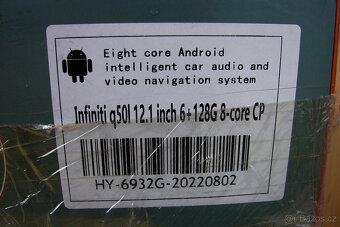 Eight core Android
intelligent car audio and
video navigation system
Infiniti q50l 12.1 inch 6+128G 8-core CP
HY-6932G-20220802